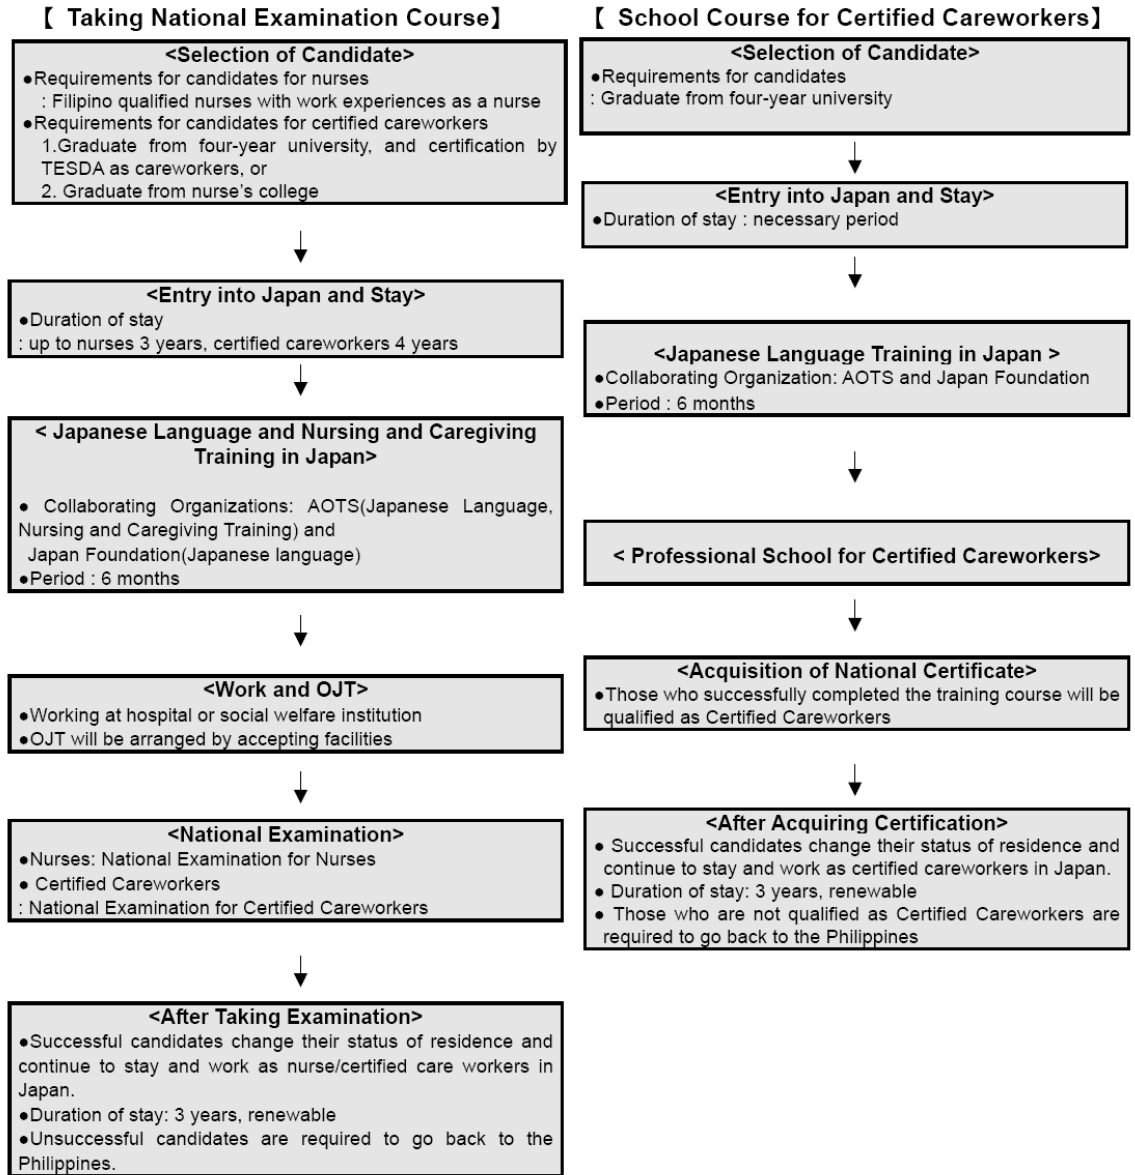 【 Taking National Examination Course】
<Selection of Candidate>
●Requirements for candidates for nurses
: Filipino qualified nurses with work experiences as a nurse
●Requirements for candidates for certified careworkers
1.Graduate from four-year university, and certification by
TESDA as careworkers, or
2. Graduate from nurse's college
<Entry into Japan and Stay>
●Duration of stay
: up to nurses 3 years, certified careworkers 4 years
< Japanese Language and Nursing and Caregiving
Training in Japan>
● Collaborating Organizations: AOTS(Japanese Language,
Nursing and Caregiving Training) and
Japan Foundation(Japanese language)
●Period : 6 months
<Work and OJT>
●Working at hospital or social welfare institution
●OJT will be arranged by accepting facilities
<National Examination>
●Nurses: National Examination for Nurses
● Certified Careworkers
: National Examination for Certified Careworkers
<After Taking Examination>
●Successful candidates change their status of residence and
continue to stay and work as nurse/certified care workers in
Japan.
●Duration of stay: 3 years, renewable
●Unsuccessful candidates are required to go back to the
Philippines.
【 School Course for Certified Careworkers】
<Selection of Candidate>
●Requirements for candidates
: Graduate from four-year university
<Entry into Japan and Stay>
●Duration of stay : necessary period
<Japanese Language Training in Japan >
●Collaborating Organization: AOTS and Japan Foundation
●Period : 6 months
< Professional School for Certified Careworkers>
<Acquisition of National Certificate>
●Those who successfully completed the training course will be
qualified as Certified Careworkers
<After Acquiring Certification>
● Successful candidates change their status of residence and
continue to stay and work as certified careworkers in Japan.
● Duration of stay: 3 years, renewable
● Those who are not qualified as Certified Careworkers are
required to go back to the Philippines